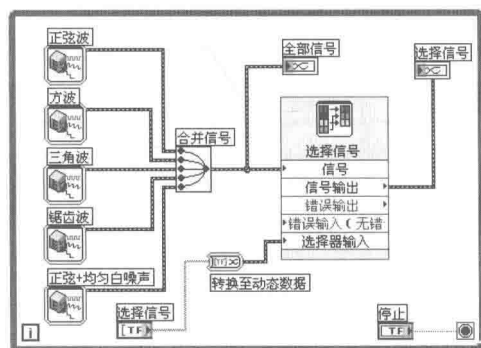 正弦波
方波
三角波
锯齿波
正弦+均匀白噪声
合并信号
全部信号
选择信号
选择信号
信号
信号输出
错误输出
错误输入(无错
选择器输入
转换至动态数据
选择信号
TF
停止
TF
i